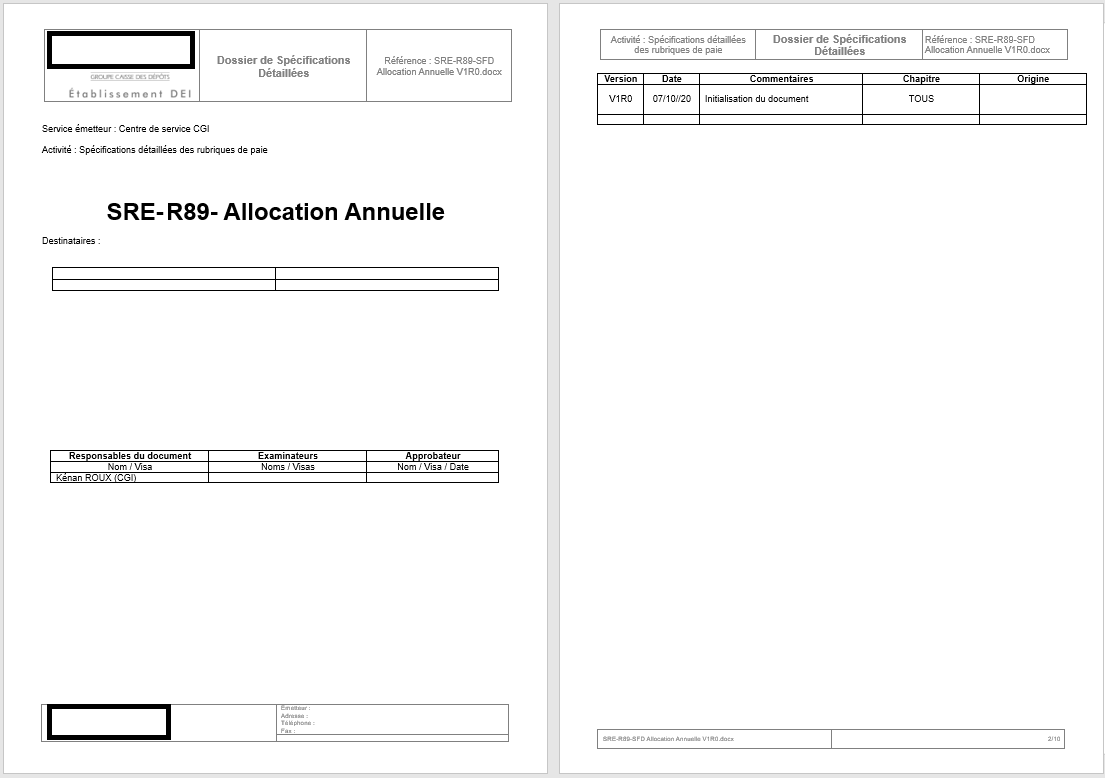 GROUPE CAISSE DES DÉPÔTS
Établissement DEI
Dossier de Spécifications
Détaillées
Référence : SRE-R89-SFD
Allocation Annuelle V1R0.docx
Service émetteur : Centre de service CGI
Activité : Spécifications détaillées des rubriques de paie
SRE-R89- Allocation Annuelle
Destinataires :
Responsables du document Examinateurs Approbateur
Nom / Visa Noms / Visas Nom / Visa / Date
Kénan ROUX (CGI)
Émetteur :
Adresse :
Téléphone :
Fax :
Activité : Spécifications détaillées
des rubriques de paie
Dossier de Spécifications
Détaillées
Référence : SRE-R89-SFD
Allocation Annuelle V1R0.docx
Version Date Commentaires Chapitre Origine
V1R0 07/10//20 Initialisation du document TOUS
SRE-R89-SFD Allocation Annuelle V1R0.docx 2/10